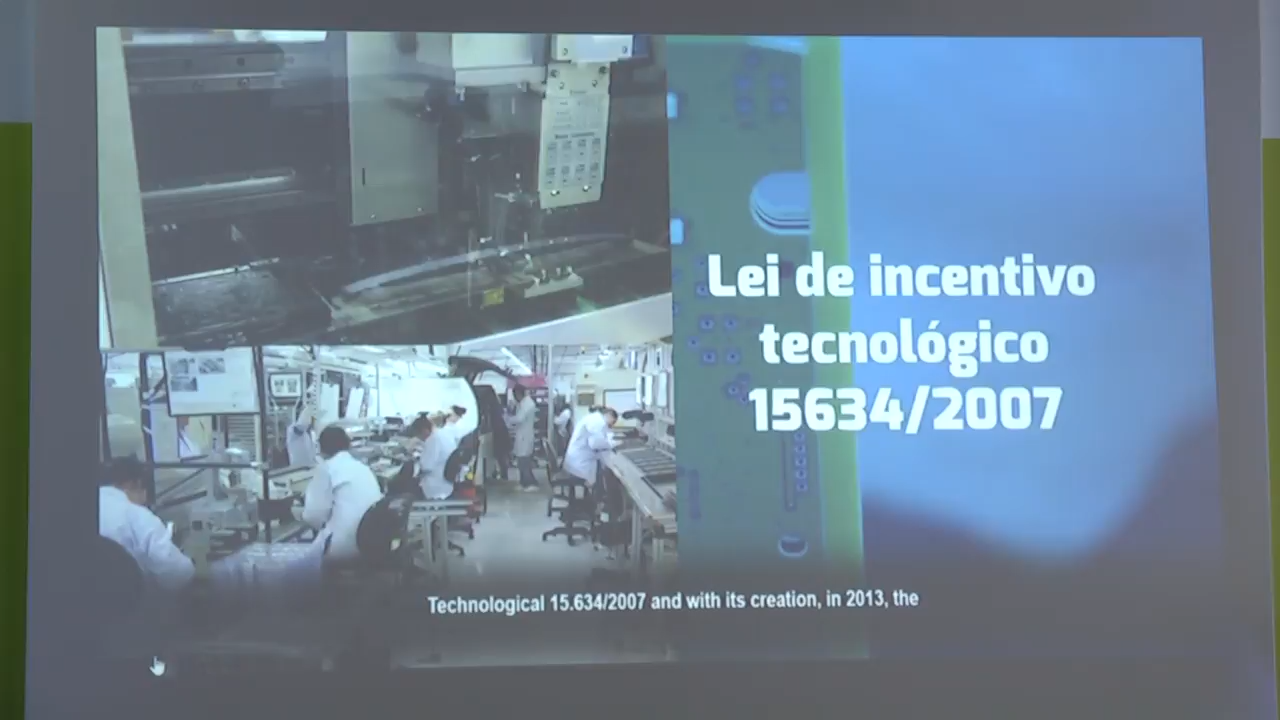 Lei de incentivo
tecnológico
15634/2007
Technological 15.634/2007 and with its creation, in 2013, the